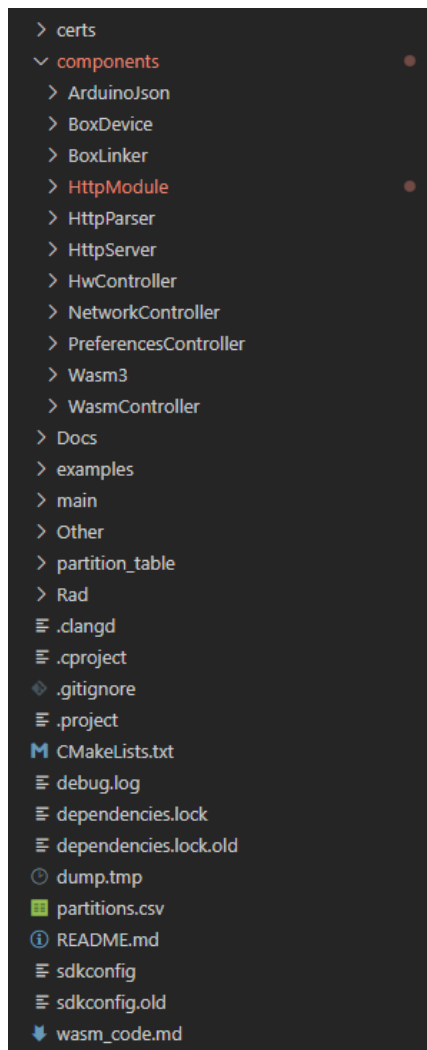 certs
components
ArduinoJson
BoxDevice
BoxLinker
HttpModule
HttpParser
HttpServer
HwController
NetworkController
PreferencesController
Wasm3
WasmController
Docs
examples
main
Other
partition_table
Rad
.clangd
.cproject
.gitignore
.project
CMakeLists.txt
debug.log
dependencies.lock
dependencies.lock.old
dump.tmp
partitions.csv
README.md
sdkconfig
sdkconfig.old
wasm_code.md